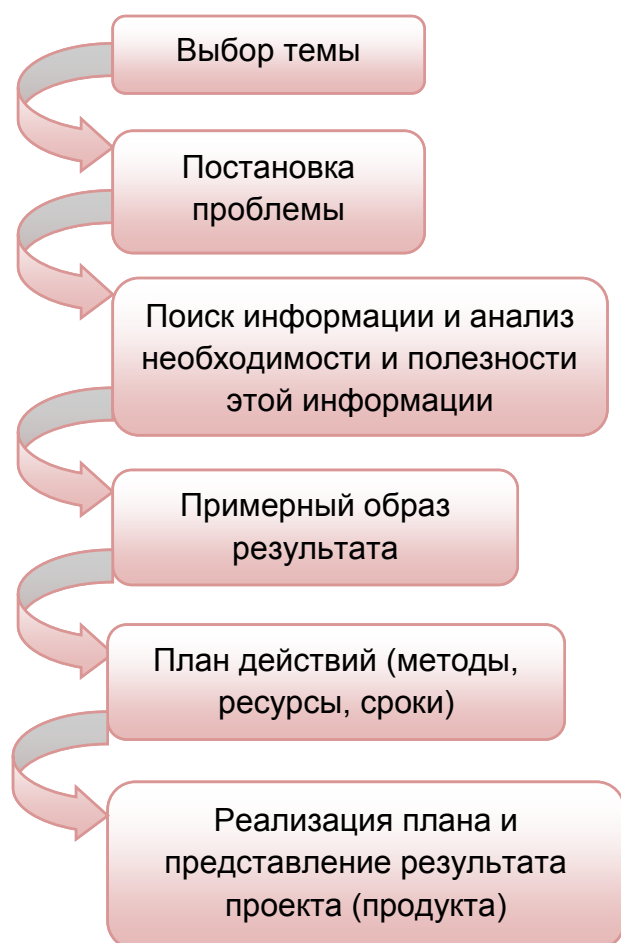 Выбор темы
Постановка
проблемы
Поиск информации и анализ
необходимости и полезности
этой информации
Примерный образ
результата
План действий (методы,
ресурсы, сроки)
Реализация плана и
представление результата
проекта (продукта)